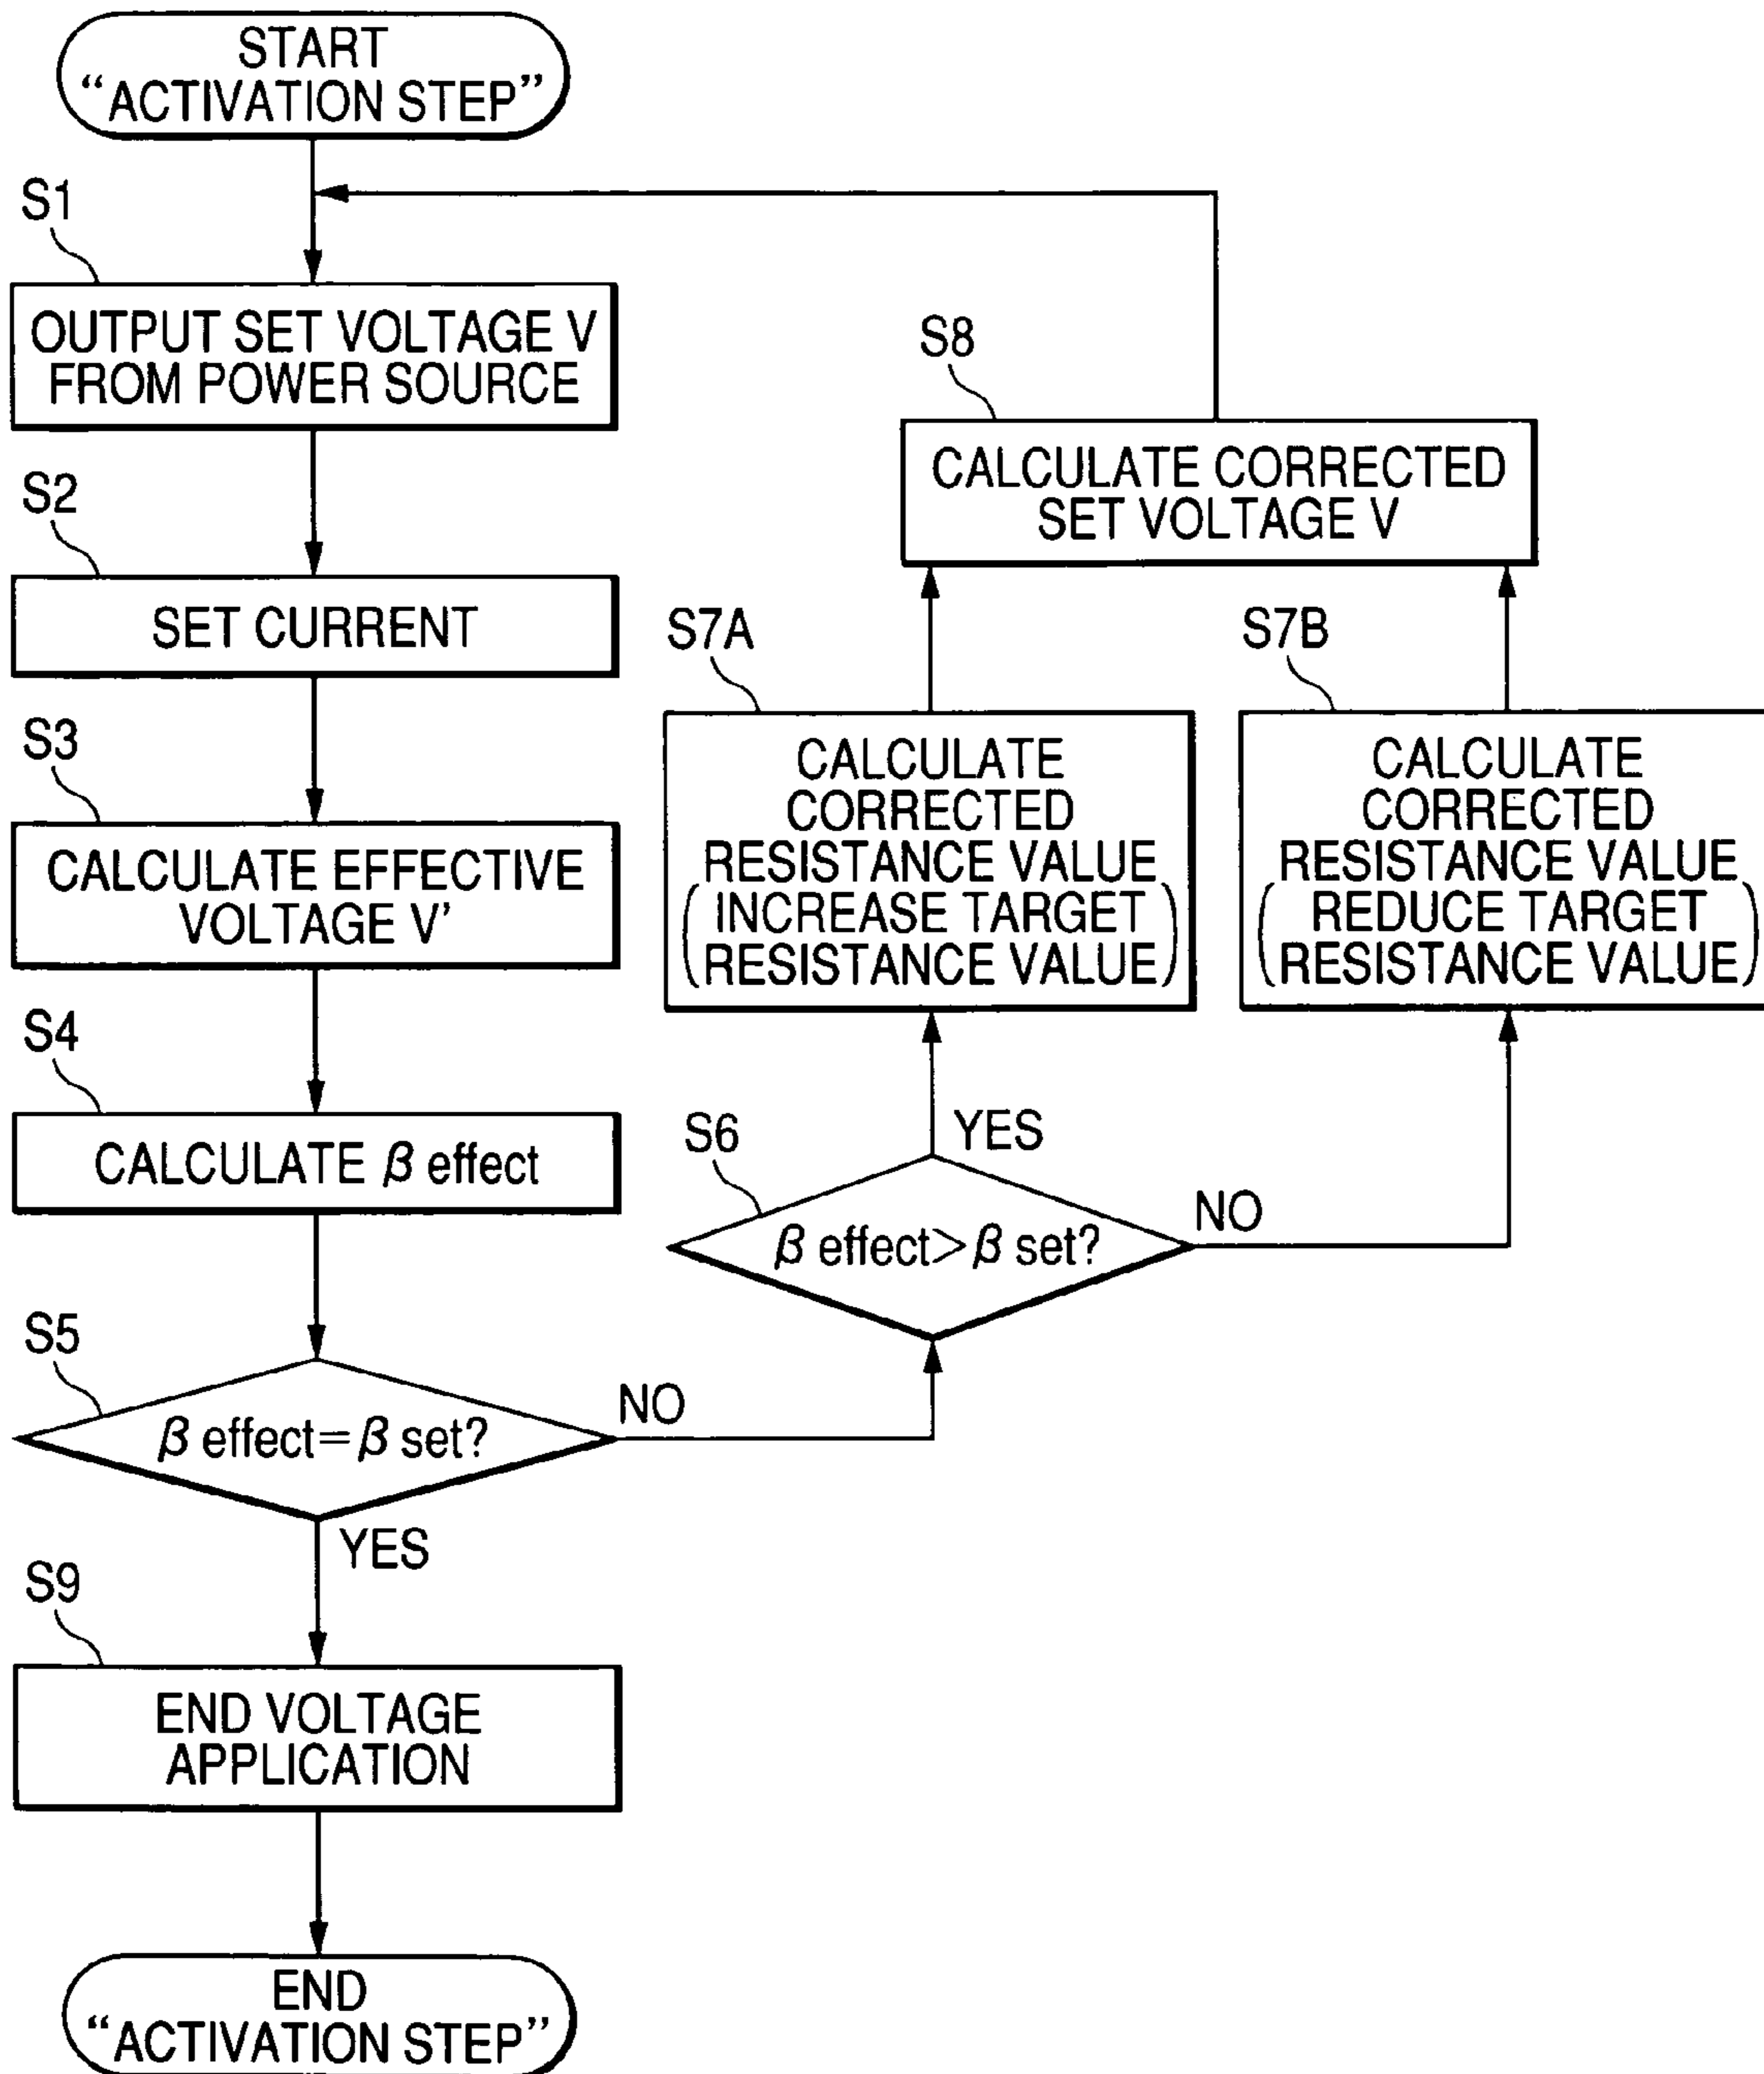 START
“ACTIVATION STEP”
S1
OUTPUT SET VOLTAGE V
FROM POWER SOURCE
S2
SET CURRENT
S3
CALCULATE EFFECTIVE
VOLTAGE V'
S4
CALCULATE β effect
S5
β effect=β set?
NO
YES
S6
β effect>β set?
YES
NO
S7A
CALCULATE
CORRECTED
RESISTANCE VALUE
(INCREASE TARGET
RESISTANCE VALUE)
S7B
CALCULATE
CORRECTED
RESISTANCE VALUE
(REDUCE TARGET
RESISTANCE VALUE)
S8
CALCULATE CORRECTED
SET VOLTAGE V
S9
END VOLTAGE
APPLICATION
END
“ACTIVATION STEP”